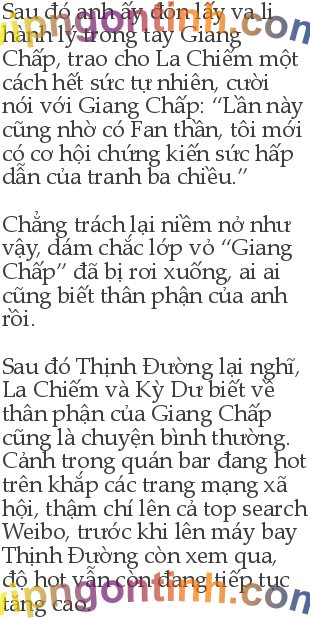 Sau đó anh ấy đón lấy va li
hành lý trong tay Giang
Chấp, trao cho La Chiếm một
cách hết sức tự nhiên, cười
nói với Giang Chấp: “Lần này
cũng nhờ có Fan thần, tôi mới
có cơ hội chứng kiến sức hấp
dẫn của tranh ba chiều.”
Chẳng trách lại niềm nở như
vậy, dám chắc lớp vỏ “Giang
Chấp” đã bị rơi xuống, ai ai
cũng biết thân phận của anh
rồi.
Sau đó Thịnh Đường lại nghĩ,
La Chiếm và Kỳ Dư biết về
thân phận của Giang Chấp
cũng là chuyện bình thường.
Cảnh trong quán bar đang hot
trên khắp các trang mạng xã
hội, thậm chí lên cả top search
Weibo, trước khi lên máy bay
Thịnh Đường còn xem qua,
độ hot vẫn còn đang tiếp tục
tăng cao.
vipngontinh.com